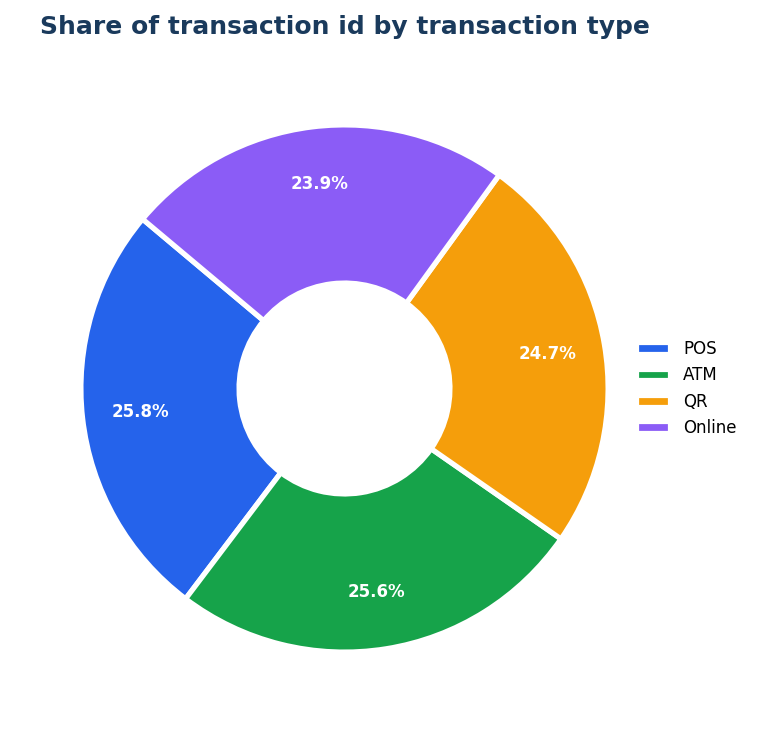 Share of transaction id by transaction type
23.9%
24.7%
25.8%
25.6%
POS
ATM
QR
Online